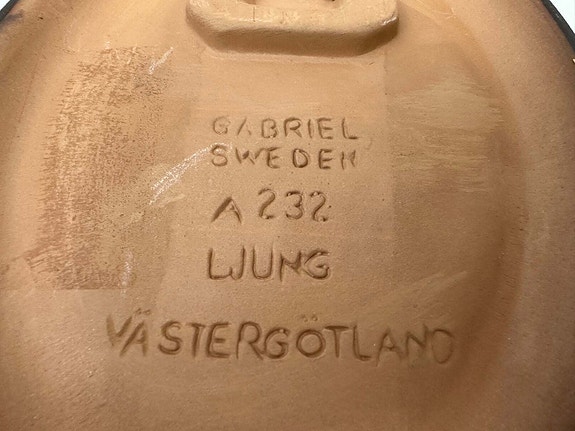 GABRIEL
SWEDEN
A 232
LJUNG
VÄSTERGÖTLAND